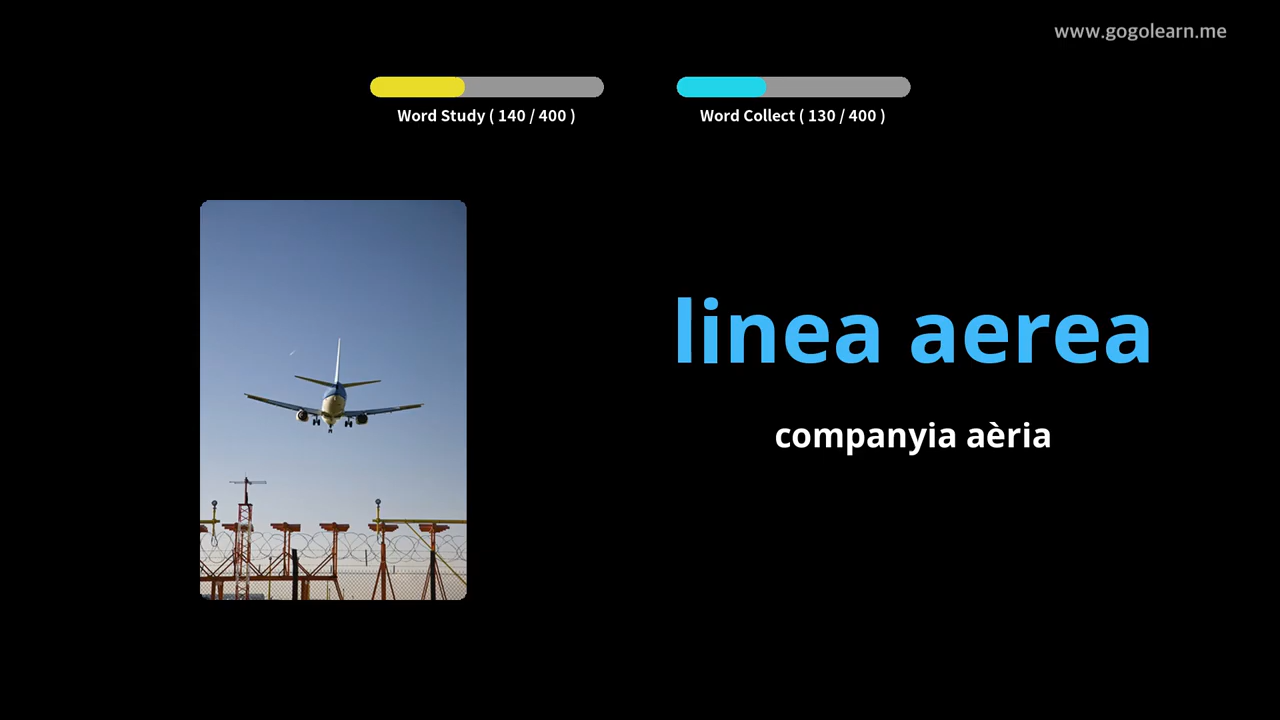 www.gogolearn.me
Word Study ( 140 / 400 )
Word Collect ( 130 / 400 )
linea aerea
companyia aèria